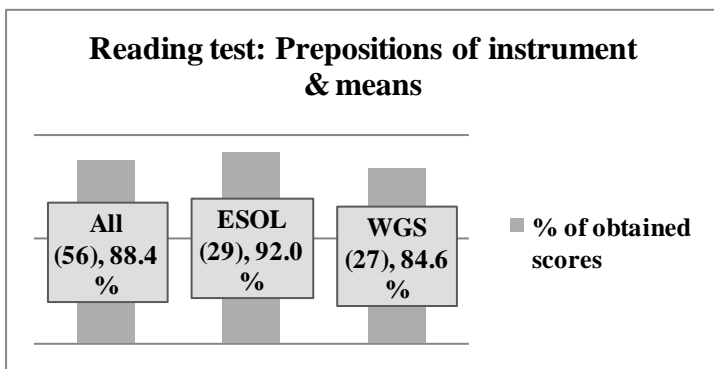 Reading test: Prepositions of instrument
& means
All
(56), 88.4
%
ESOL
(29), 92.0
%
WGS
(27), 84.6
%
% of obtained
scores